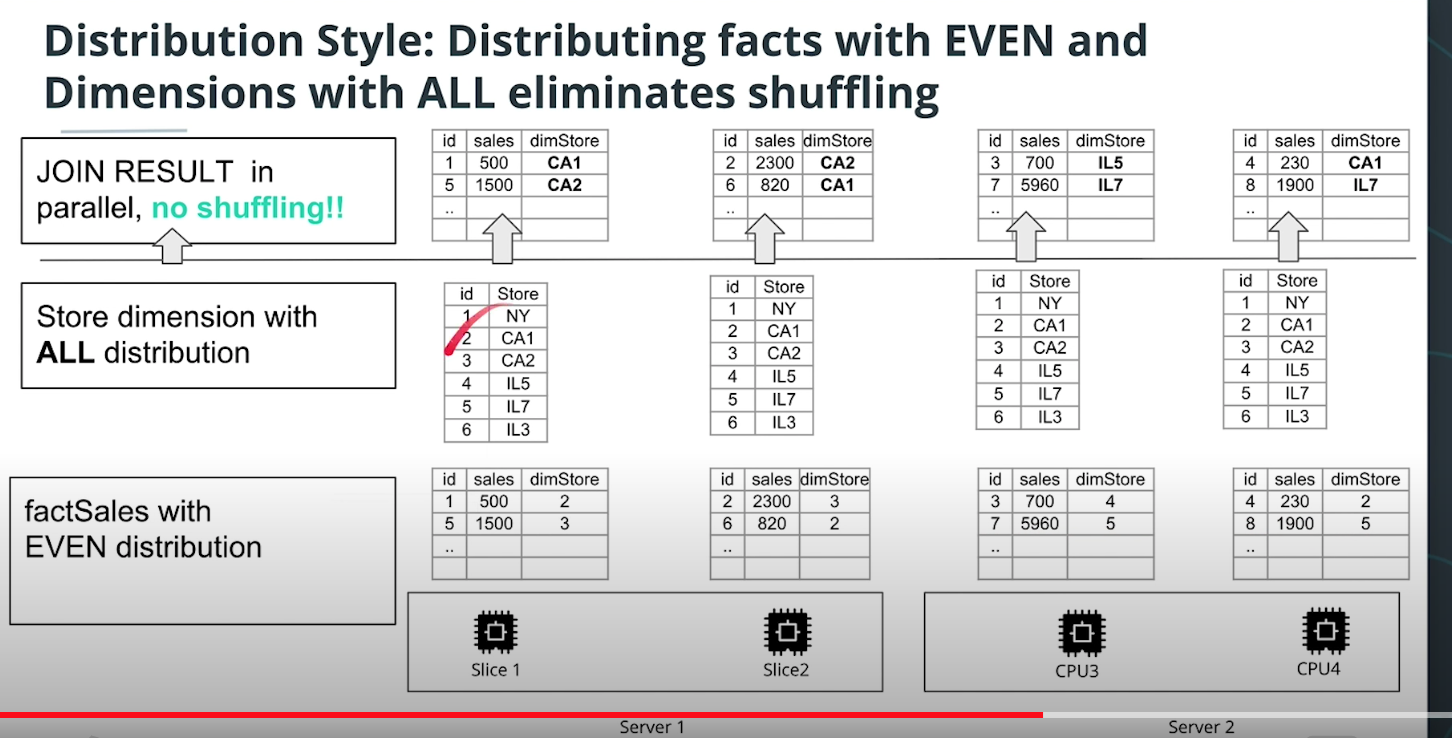 Distribution Style: Distributing facts with EVEN and
Dimensions with ALL eliminates shuffling
JOIN RESULT in
parallel, no shuffling!!
id sales dimStore
1 500 CA1
5 1500 CA2
..
id sales dimStore
2 2300 CA2
6 820 CA1
..
id sales dimStore
3 700 IL5
7 5960 IL7
..
id sales dimStore
4 230 CA1
8 1900 IL7
..
Store dimension with
ALL distribution
id Store
1 NY
2 CA1
3 CA2
4 IL5
5 IL7
6 IL3
id Store
1 NY
2 CA1
3 CA2
4 IL5
5 IL7
6 IL3
id Store
1 NY
2 CA1
3 CA2
4 IL5
5 IL7
6 IL3
id Store
1 NY
2 CA1
3 CA2
4 IL5
5 IL7
6 IL3
factSales with
EVEN distribution
id sales dimStore
1 500 2
5 1500 3
..
id sales dimStore
2 2300 3
6 820 2
..
id sales dimStore
3 700 4
7 5960 5
..
id sales dimStore
4 230 2
8 1900 5
..
Slice 1
Slice2
CPU3
CPU4
Server 1
Server 2